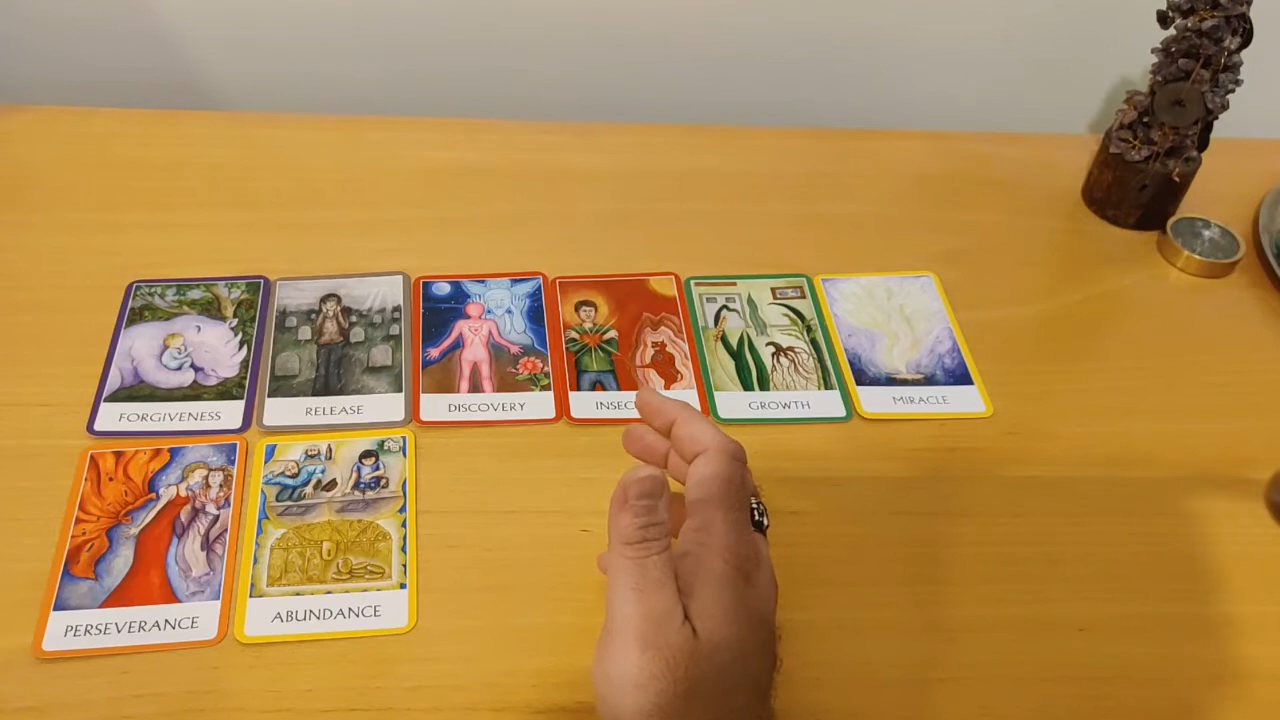 FORGIVENESS
RELEASE
DISCOVERY
GROWTH
MIRACLE
PERSEVERANCE
ABUNDANCE